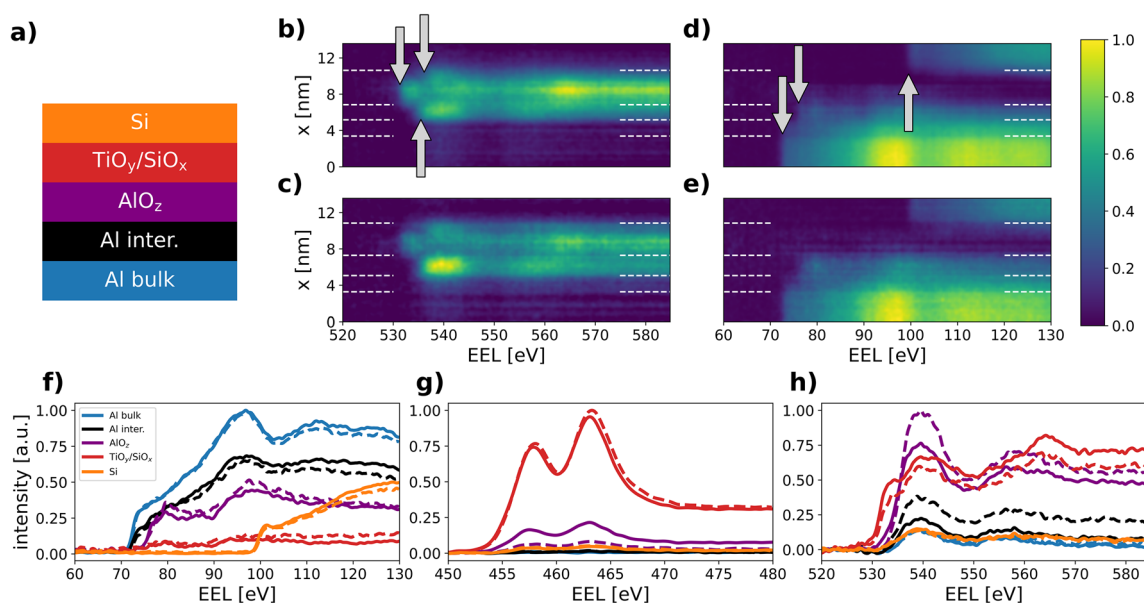 a)
Si
TiOy/SiOx
AlOz
Al inter.
Al bulk
b)
x [nm]
12
8
4
0
c)
x [nm]
12
8
4
0
520 530 540 550 560 570 580
EEL [eV]
d)
e)
60 70 80 90 100 110 120 130
EEL [eV]
1.0
0.8
0.6
0.4
0.2
0.0
f)
intensity [a.u.]
1.00
0.75
0.50
0.25
0.00
Al bulk
Al inter.
AlOz
TiOy/SiOx
Si
60 70 80 90 100 110 120 130
EEL [eV]
g)
1.00
0.75
0.50
0.25
0.00
450 455 460 465 470 475 480
EEL [eV]
h)
1.00
0.75
0.50
0.25
0.00
520 530 540 550 560 570 580
EEL [eV]